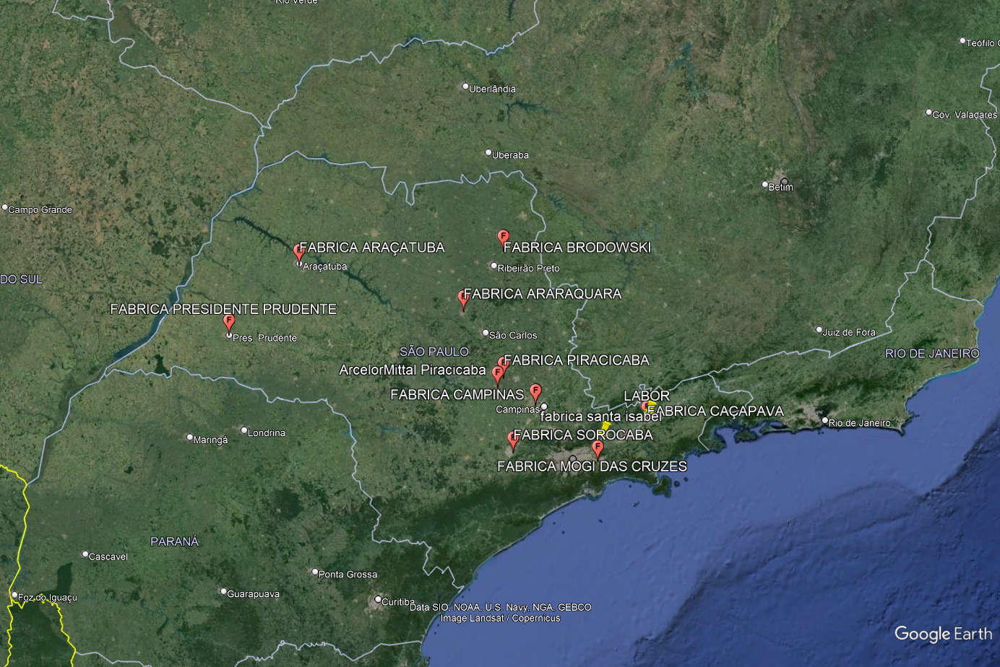 Rio Verde
Teófilo
Uberlândia
Gov. Valadares
Uberaba
Betim
Campo Grande
FABRICA ARAÇATUBA
FABRICA BRODOWSKI
Araçatuba
Ribeirão Preto
DO SUL
FABRICA ARARAQUARA
FABRICA PRESIDENTE PRUDENTE
Pres. Prudente
São Carlos
Juiz de Fora
SÃO PAULO
RIO DE JANEIRO
FABRICA PIRACICABA
ArcelorMittal Piracicaba
FABRICA CAMPINAS
LABOR
Campinas
FABRICA CAÇAPAVA
fabrica santa isabel
Rio de Janeiro
Londrina
FABRICA SOROCABA
Maringá
FABRICA MOGI DAS CRUZES
PARANÁ
Cascavel
Ponta Grossa
Guarapuava
Foz do Iguaçu
Curitiba
Data SIO, NOAA, U.S. Navy, NGA, GEBCO
Image Landsat / Copernicus
Google Earth